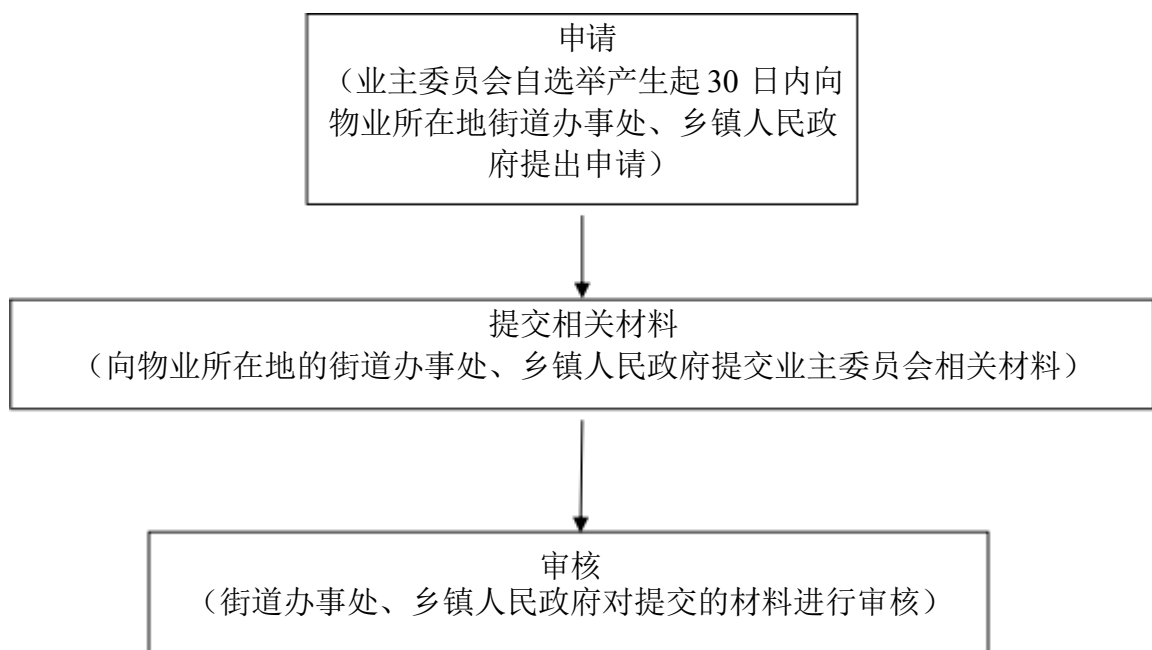 申请
（业主委员会自选举产生起 30 日内向
物业所在地街道办事处、乡镇人民政
府提出申请）
提交相关材料
（向物业所在地的街道办事处、乡镇人民政府提交业主委员会相关材料）
审核
（街道办事处、乡镇人民政府对提交的材料进行审核）